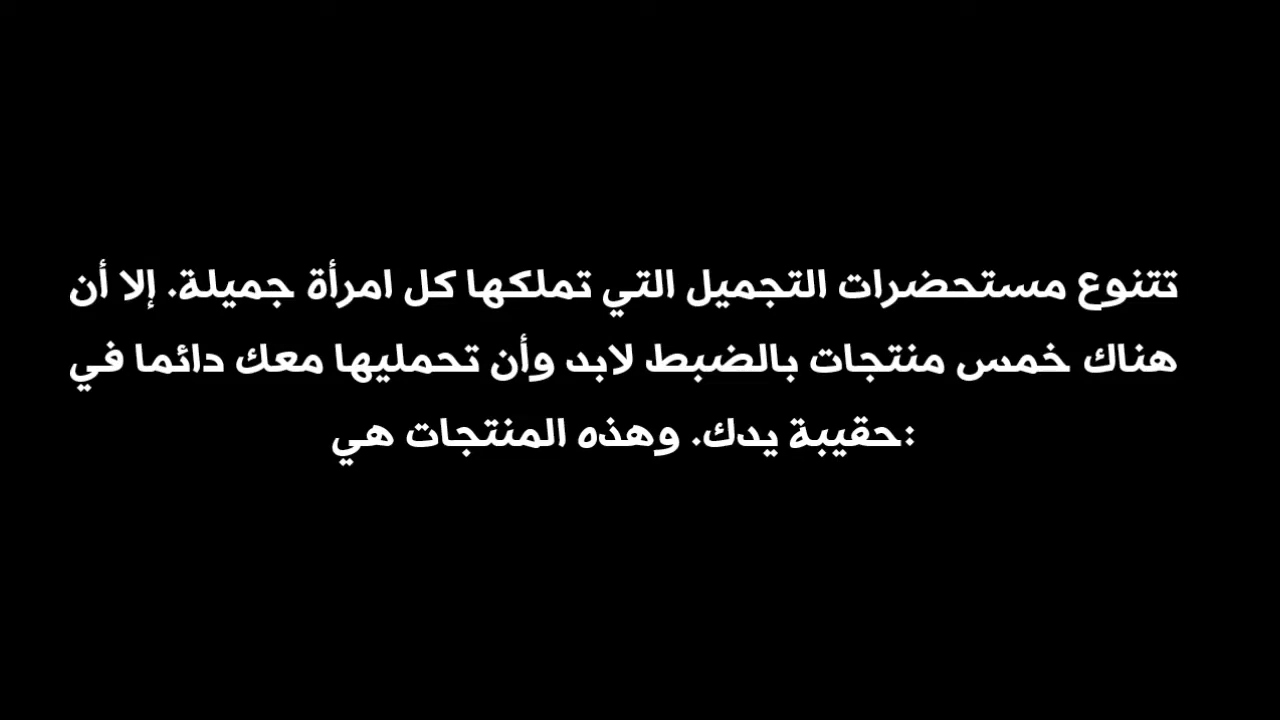 تتنوع مستحضرات التجميل التي تملكها كل امرأة جميلة. إلا أن
هناك خمس منتجات بالضبط لابد وأن تحمليها معك دائما في
:حقيبة يدك. وهذه المنتجات هي